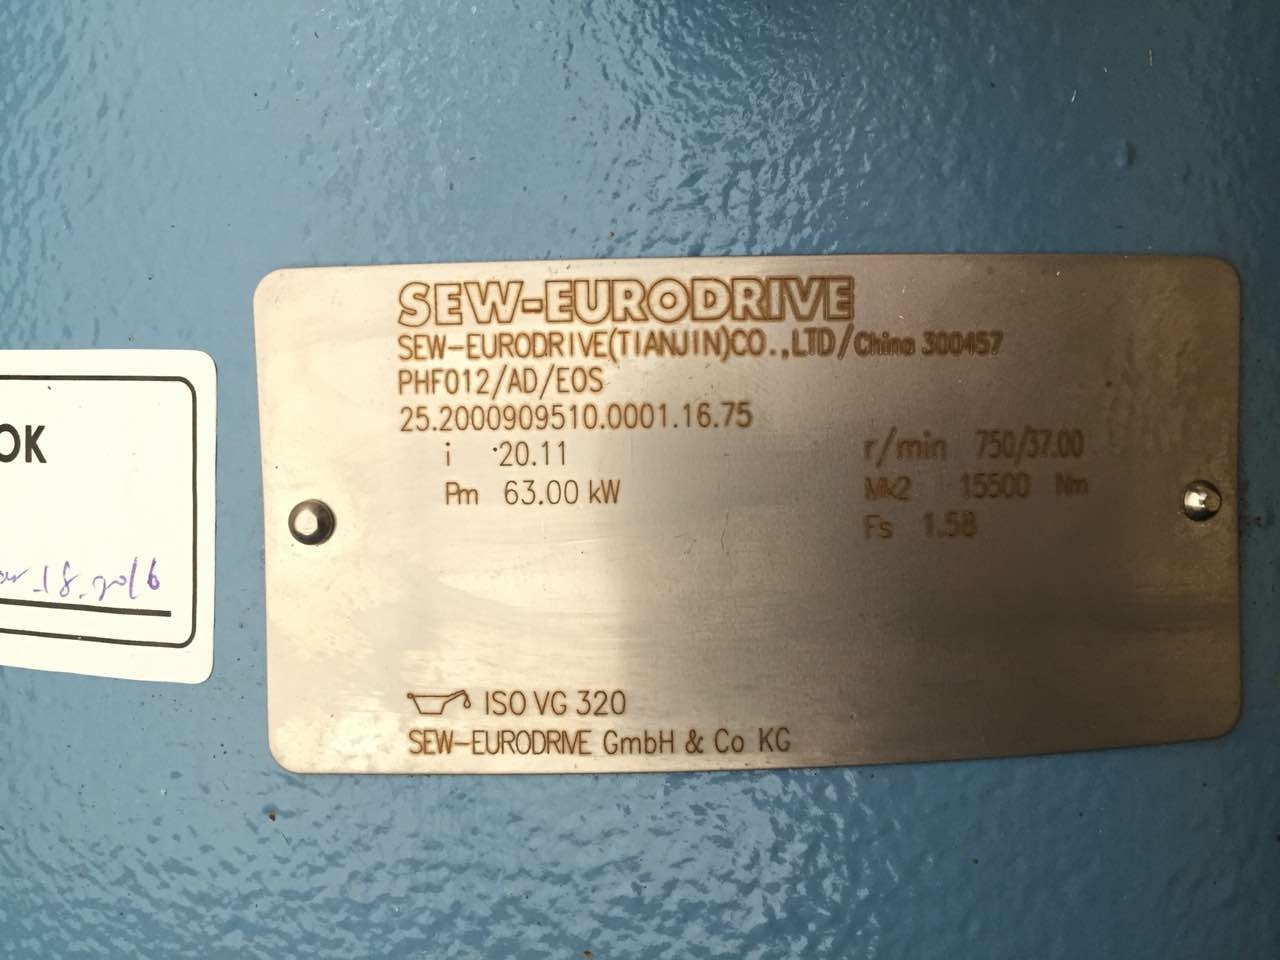 SEW-EURODRIVE
SEW-EURODRIVE(TIANJIN)CO.,LTD/China 300457
PHF012/AD/EOS
25.2000909510.0001.16.75
i 20.11 r/min 750/37.00
Pm 63.00 kW Mk2 15500 Nm
Fs 1.58
ISO VG 320
SEW-EURODRIVE GmbH & Co KG
OK
18.2016